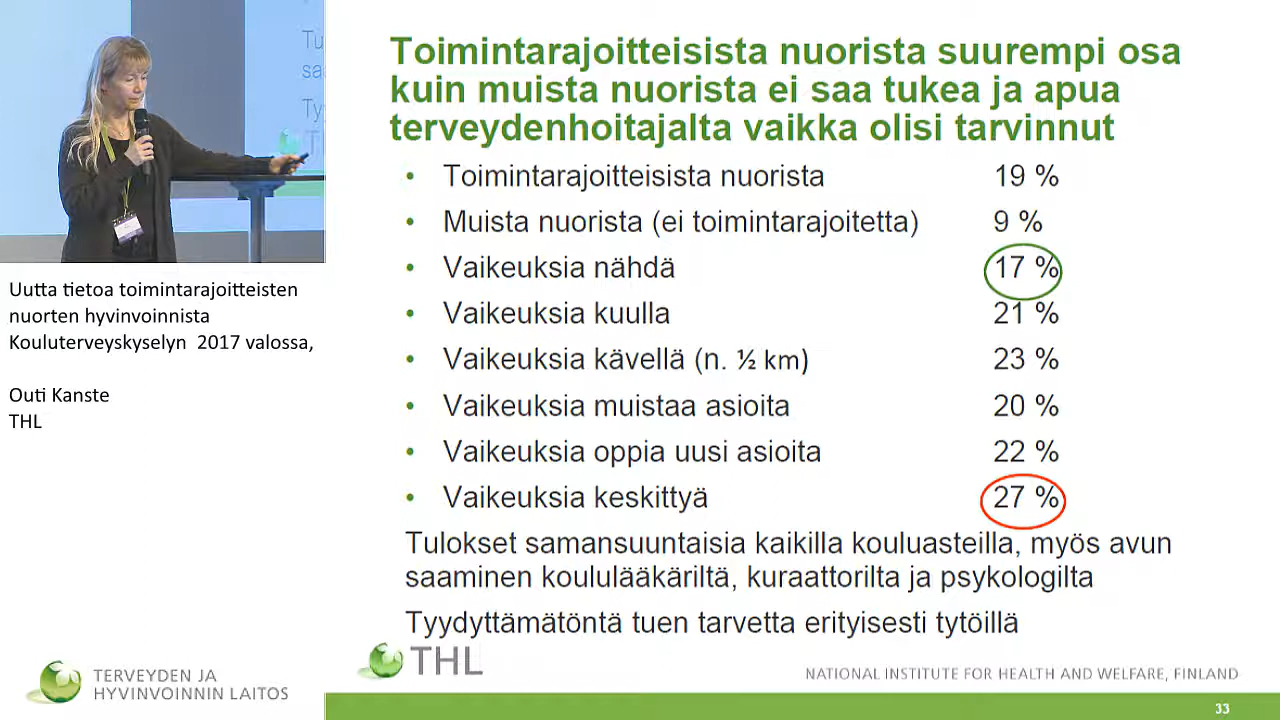 Tu
saa
Ty
Toimintarajoitteisista nuorista suurempi osa
kuin muista nuorista ei saa tukea ja apua
terveydenhoitajalta vaikka olisi tarvinnut
• Toimintarajoitteisista nuorista 19 %
• Muista nuorista (ei toimintarajoitetta) 9 %
• Vaikeuksia nähdä 17 %
• Vaikeuksia kuulla 21 %
• Vaikeuksia kävellä (n. ½ km) 23 %
• Vaikeuksia muistaa asioita 20 %
• Vaikeuksia oppia uusi asioita 22 %
• Vaikeuksia keskittyä 27 %
Tulokset samansuuntaisia kaikilla kouluasteilla, myös avun
saaminen koululääkäriltä, kuraattorilta ja psykologilta
Tyydyttämätöntä tuen tarvetta erityisesti tytöillä
THL
NATIONAL INSTITUTE FOR HEALTH AND WELFARE, FINLAND
33
Uutta tietoa toimintarajoitteisten
nuorten hyvinvoinnista
Kouluterveyskyselyn 2017 valossa,
Outi Kanste
THL
TERVEYDEN JA
HYVINVOINNIN LAITOS